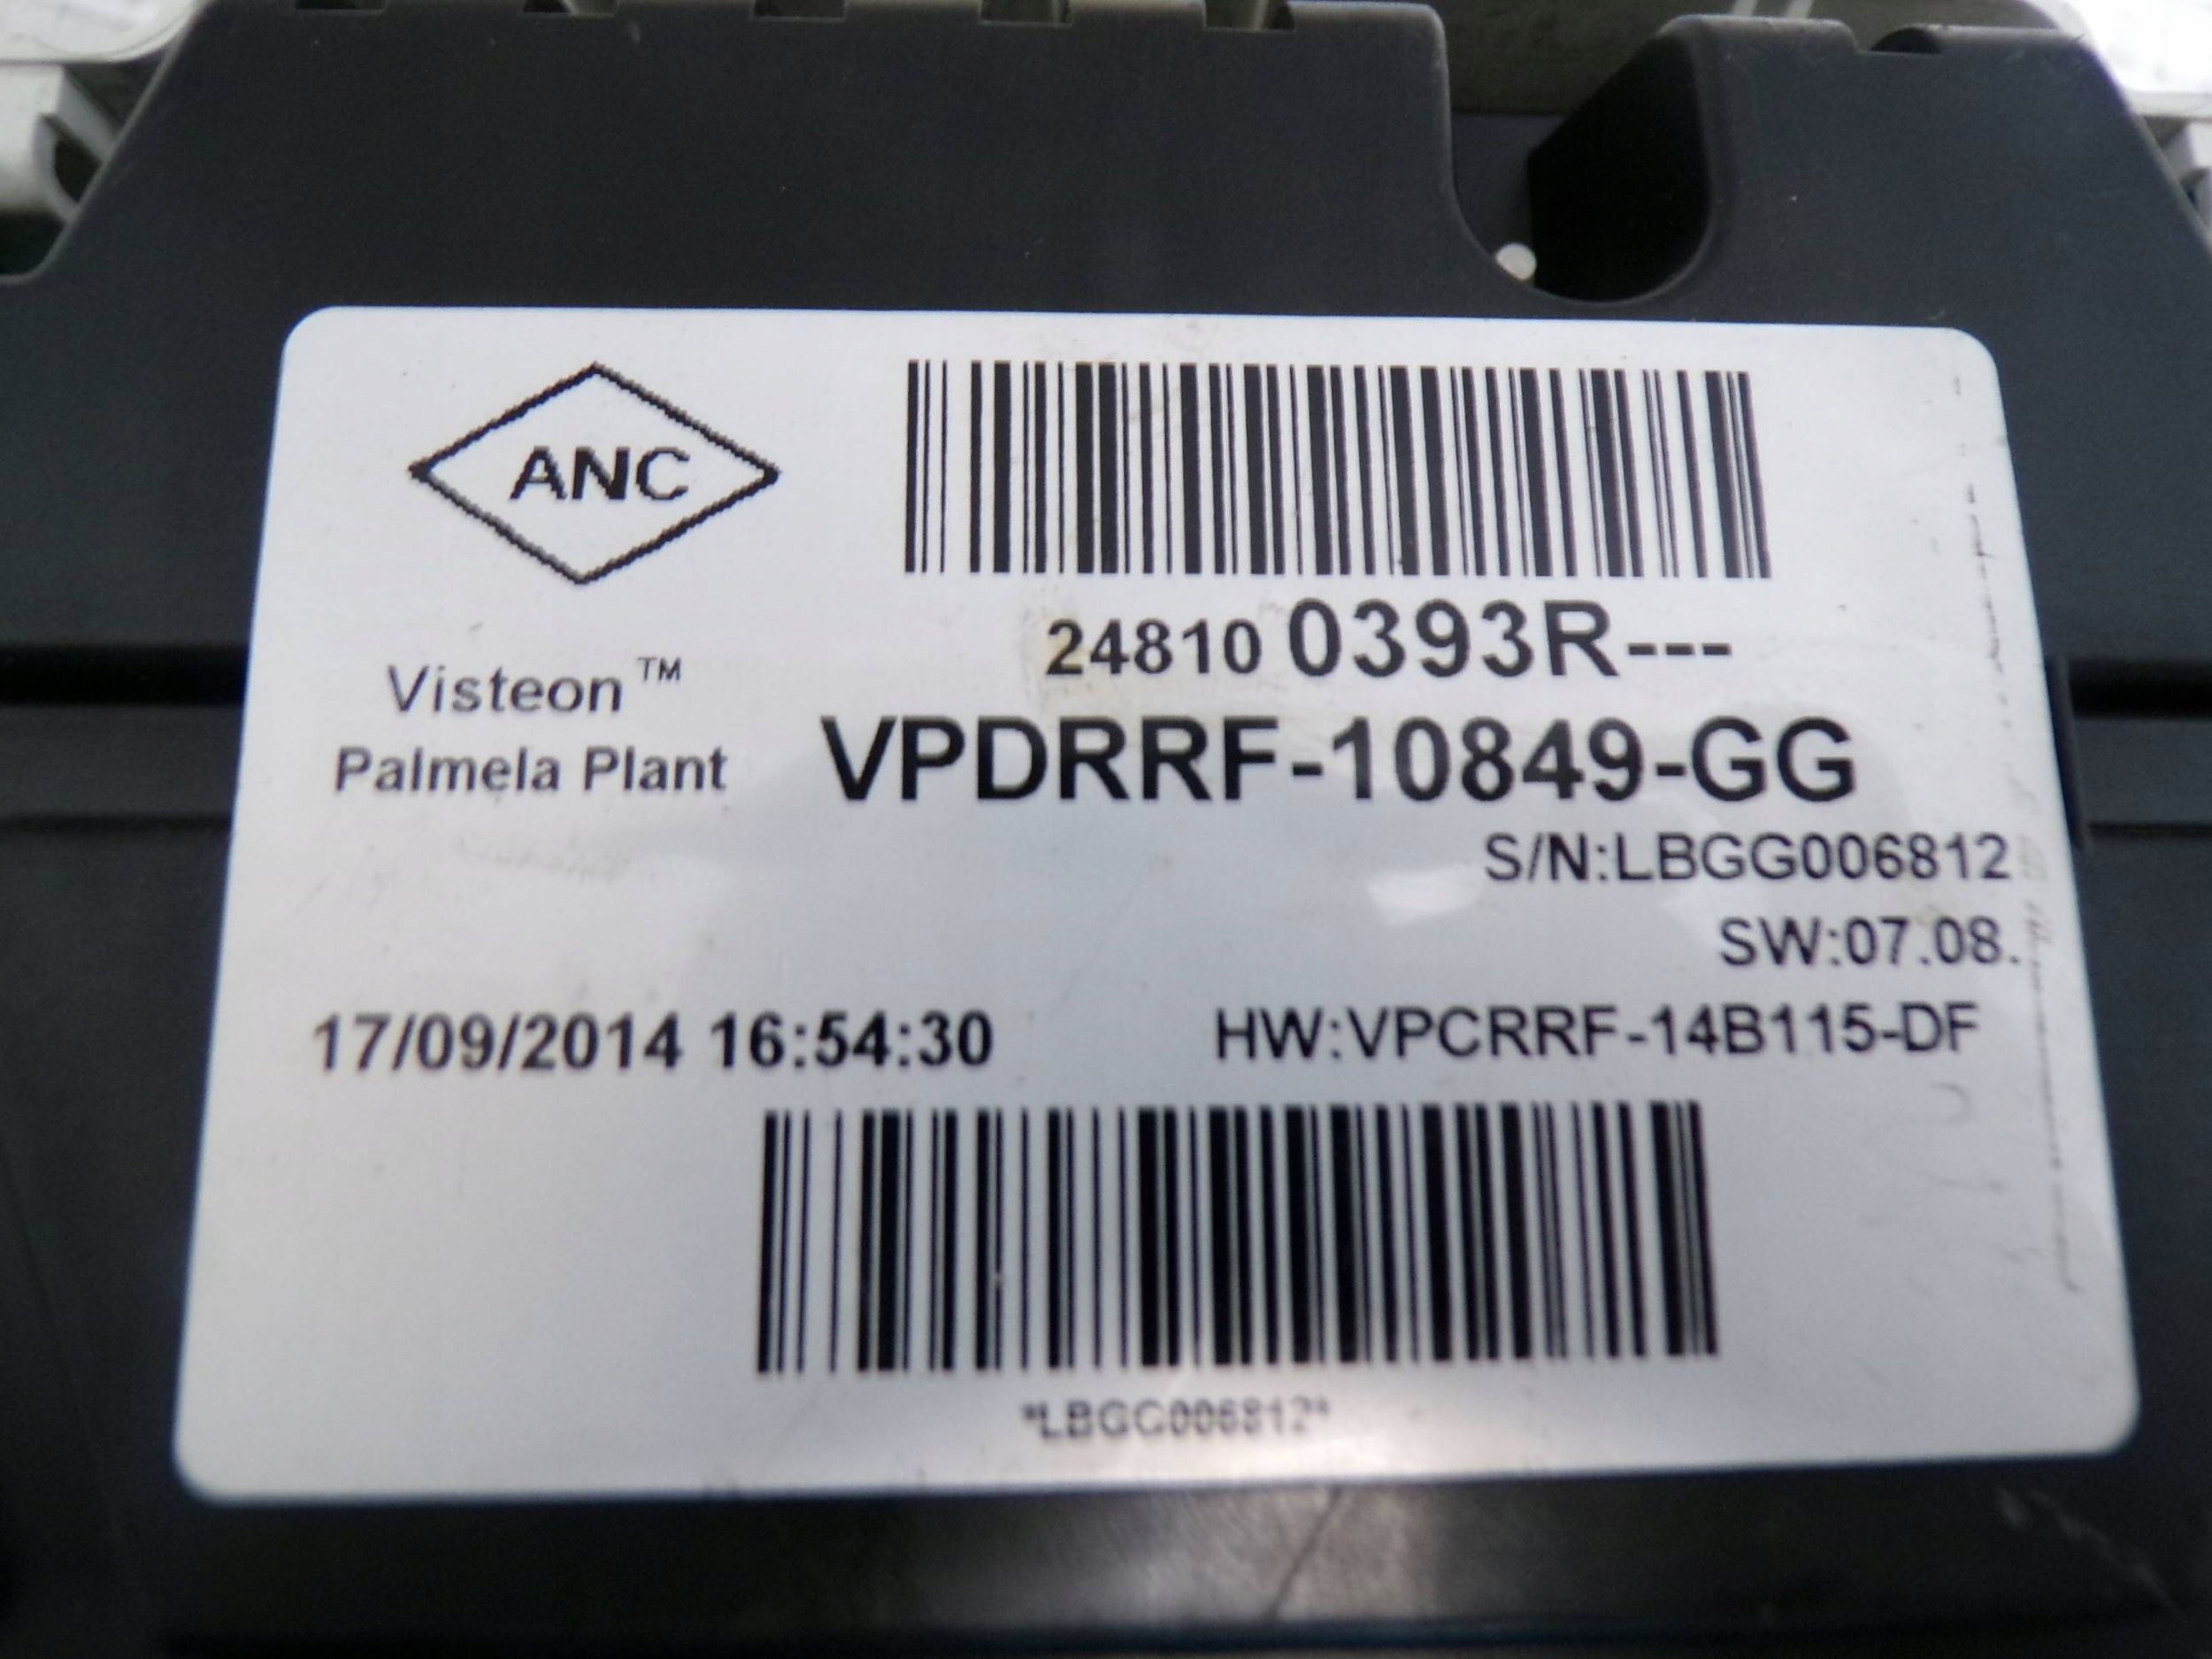 ANC
24810 0393R---
Visteon™
Palmela Plant
VPDRRF-10849-GG
S/N:LBGG006812
SW:07.08.
17/09/2014 16:54:30
HW:VPCRRF-14B115-DF
*LBGG006812*